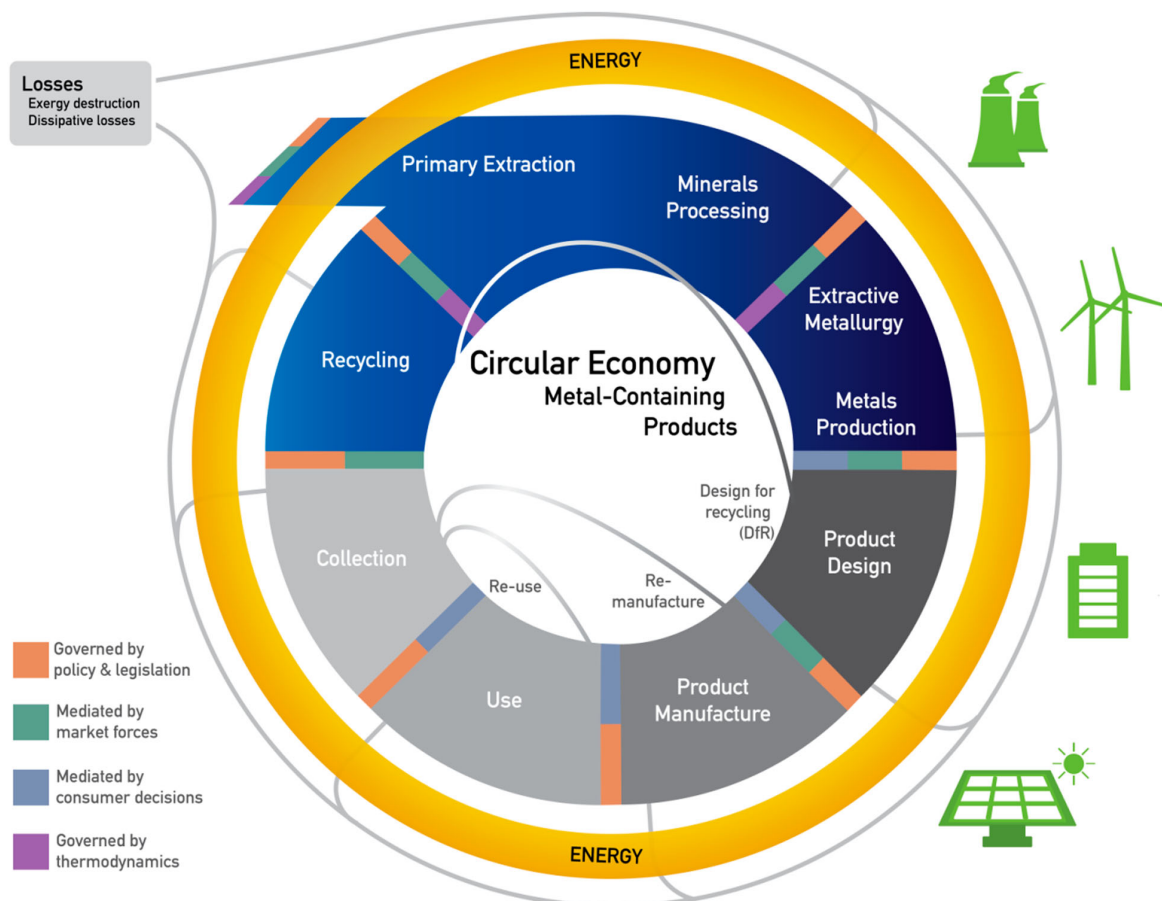 ENERGY
Losses
Exergy destruction
Dissipative losses
Primary Extraction
Minerals
Processing
Extractive
Metallurgy
Recycling
Circular Economy
Metal-Containing
Products
Metals
Production
Design for
recycling
(DfR)
Product
Design
Collection
Re-use
Re-
manufacture
Use
Product
Manufacture
Governed by
policy & legislation
Mediated by
market forces
Mediated by
consumer decisions
Governed by
thermodynamics
ENERGY